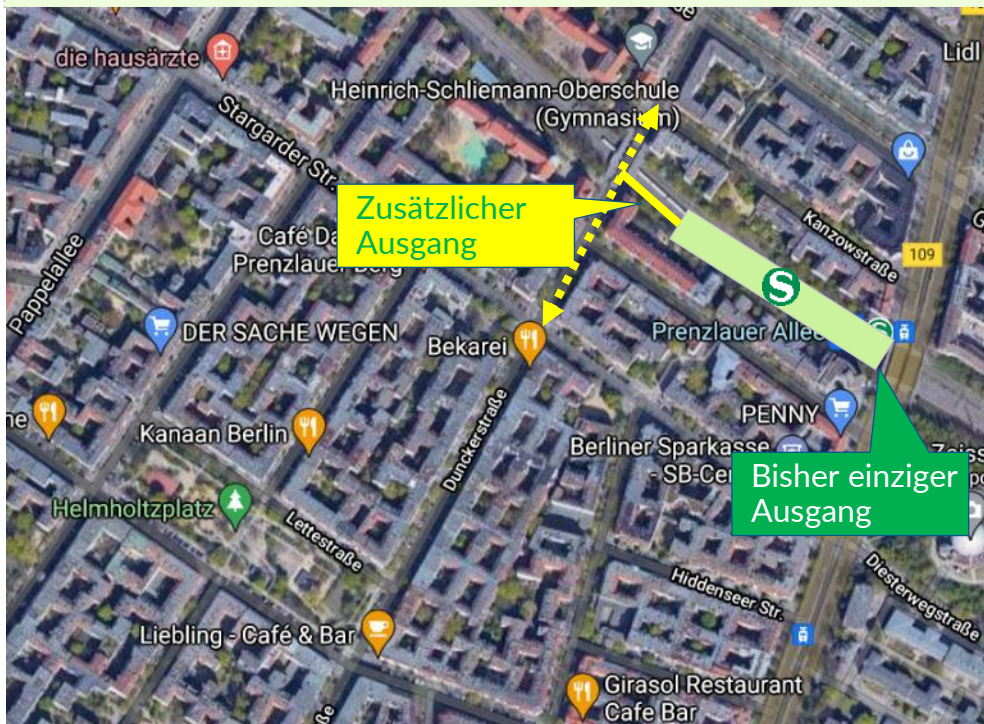 die hausärzte
Lidl
Heinrich-Schliemann-Oberschule
(Gymnasium)
Stargarder Str.
Zusätzlicher
Ausgang
Pappelallee
Café Da
Prenzlauer Berg
Kanzowstraße
109
S
DER SACHE WEGEN
Bekarei
Prenzlauer Allee
ne
Kanaan Berlin
Dunckerstraße
PENNY
Berliner Sparkasse
- SB-Cen
Zeiss
Bisher einziger
Ausgang
Helmholtzplatz
Lettestraße
Hiddenseer Str.
Diesterwegstraße
Liebling - Café & Bar
Girasol Restaurant
Cafe Bar
ße